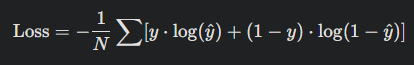 Loss = −1/N ∑[y · log(ŷ) + (1 − y) · log(1 − ŷ)]